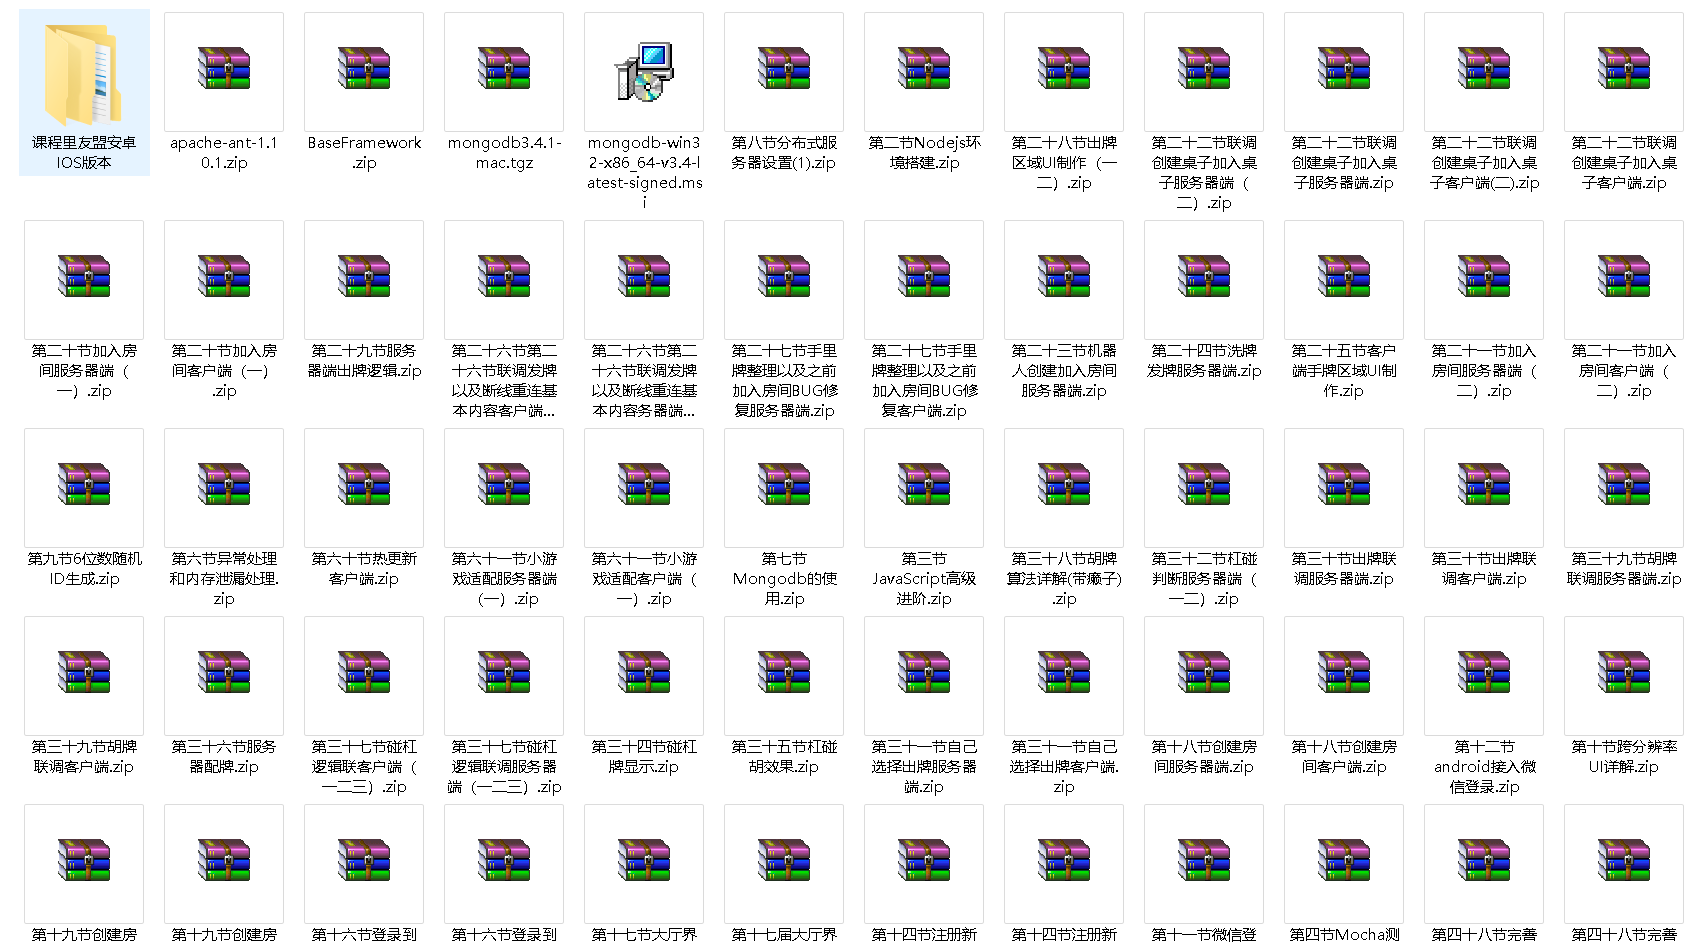 课程里友盟安卓
IOS版本
apache-ant-1.1
0.1.zip
BaseFramework
.zip
mongodb3.4.1-
mac.tgz
mongodb-win3
2-x86_64-v3.4-l
atest-signed.ms
i
第八节分布式服
务器设置(1).zip
第二节Nodejs环
境搭建.zip
第二十八节出牌
区域UI制作（一
二）.zip
第二十二节联调
创建桌子加入桌
子服务器端（
二）.zip
第二十二节联调
创建桌子加入桌
子服务器端.zip
第二十二节联调
创建桌子加入桌
子客户端(二).zip
第二十二节联调
创建桌子加入桌
子客户端.zip
第二十节加入房
间服务器端（
一）.zip
第二十节加入房
间客户端（一）
.zip
第二十九节服务
器端出牌逻辑.zip
第二十六节第二
十六节联调发牌
以及断线重连基
本内容客户端...
第二十六节第二
十六节联调发牌
以及断线重连基
本内容务器端...
第二十七节手里
牌整理以及之前
加入房间BUG修
复服务器端.zip
第二十七节手里
牌整理以及之前
加入房间BUG修
复客户端.zip
第二十三节机器
人创建加入房间
服务器端.zip
第二十四节洗牌
发牌服务器端.zip
第二十五节客户
端手牌区域UI制
作.zip
第二十一节加入
房间服务器端（
二）.zip
第二十一节加入
房间客户端（
二）.zip
第九节6位数随机
ID生成.zip
第六节异常处理
和内存泄漏处理.
zip
第六十节热更新
客户端.zip
第六十一节小游
戏适配服务器端
（一）.zip
第六十一节小游
戏适配客户端（
一）.zip
第七节
Mongodb的使
用.zip
第三节
JavaScript高级
进阶.zip
第三十八节胡牌
算法详解(带癞子)
.zip
第三十二节杠碰
判断服务器端（
一二）.zip
第三十节出牌联
调服务器端.zip
第三十节出牌联
调客户端.zip
第三十九节胡牌
联调服务器端.zip
第三十九节胡牌
联调客户端.zip
第三十六节服务
器配牌.zip
第三十七节碰杠
逻辑联客户端（
一二三）.zip
第三十七节碰杠
逻辑联调服务器
端（一二三）.zip
第三十四节碰杠
牌显示.zip
第三十五节杠碰
胡效果.zip
第三十一节自己
选择出牌服务器
端.zip
第三十一节自己
选择出牌客户端.
zip
第十八节创建房
间服务器端.zip
第十八节创建房
间客户端.zip
第十二节
android接入微
信登录.zip
第十节跨分辨率
UI详解.zip
第十九节创建房
第十九节创建房
第十六节登录到
第十六节登录到
第十七节大厅界
第十七届大厅界
第十四节注册新
第十四节注册新
第十一节微信登
第四节Mocha测
第四十八节完善
第四十八节完善